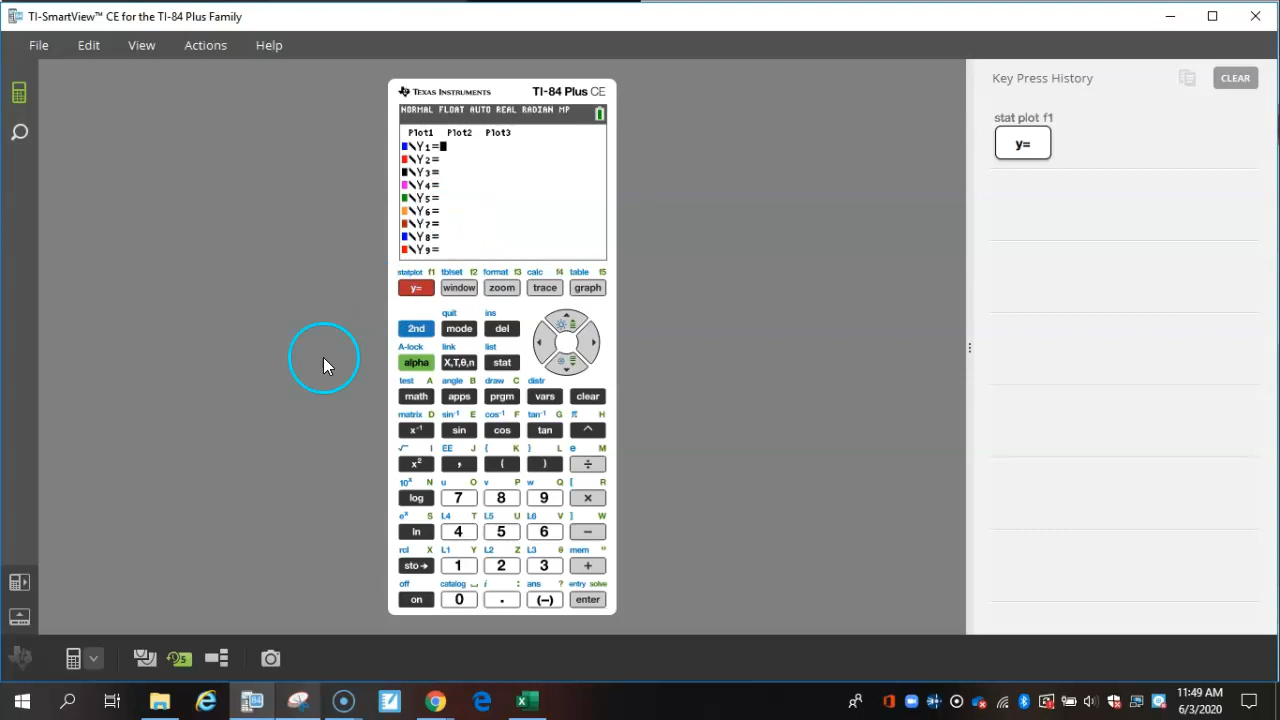 TI-SmartView™ CE for the TI-84 Plus Family
File Edit View Actions Help
Key Press History CLEAR
stat plot f1
y=
TEXAS INSTRUMENTS TI-84 Plus CE
NORMAL FLOAT AUTO REAL RADIAN MP
Plot1 Plot2 Plot3
\Y1=
\Y2=
\Y3=
\Y4=
\Y5=
\Y6=
\Y7=
\Y8=
\Y9=
statplot f1 tblset f2 format f3 calc f4 table f5
y= window zoom trace graph
quit ins
2nd mode del
A-lock link list
alpha X,T,θ,n stat
test A angle B draw C distr
math apps prgm vars clear
matrix D sin⁻¹ E cos⁻¹ F tan⁻¹ G π H
x⁻¹ sin cos tan ^
√ I EE J { K } L e M
x² , ( ) ÷
10ˣ N u O v P w Q [ R
log 7 8 9 ×
eˣ S L4 T L5 U L6 V ] W
ln 4 5 6 −
rcl X L1 Y L2 Z L3 θ mem "
sto→ 1 2 3 +
off catalog ⎵ i : ans ? entry solve
on 0 . (−) enter
11:49 AM
6/3/2020